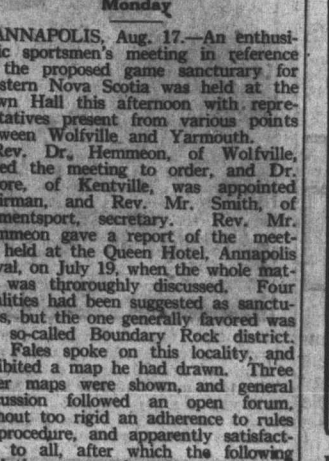 Monday
ANNAPOLIS, Aug. 17.—An enthusi-
ic sportsmen's meeting in reference
the proposed game sancturary for
stern Nova Scotia was held at the
wn Hall this afternoon with repre-
tatives present from various points
ween Wolfville and Yarmouth.
Rev. Dr. Hemmeon, of Wolfville,
ed the meeting to order, and Dr.
ore, of Kentville, was appointed
irman, and Rev. Mr. Smith, of
mentsport, secretary. Rev. Mr.
mmeon gave a report of the meet-
held at the Queen Hotel, Annapolis
yal, on July 19, when the whole mat-
was throroughly discussed. Four
alities had been suggested as sanctu-
s, but the one generally favored was
so-called Boundary Rock district.
Fales spoke on this locality, and
ibited a map he had drawn. Three
er maps were shown, and general
ussion followed an open forum,
hout too rigid an adherence to rules
procedure, and apparently satisfact-
to all, after which the following